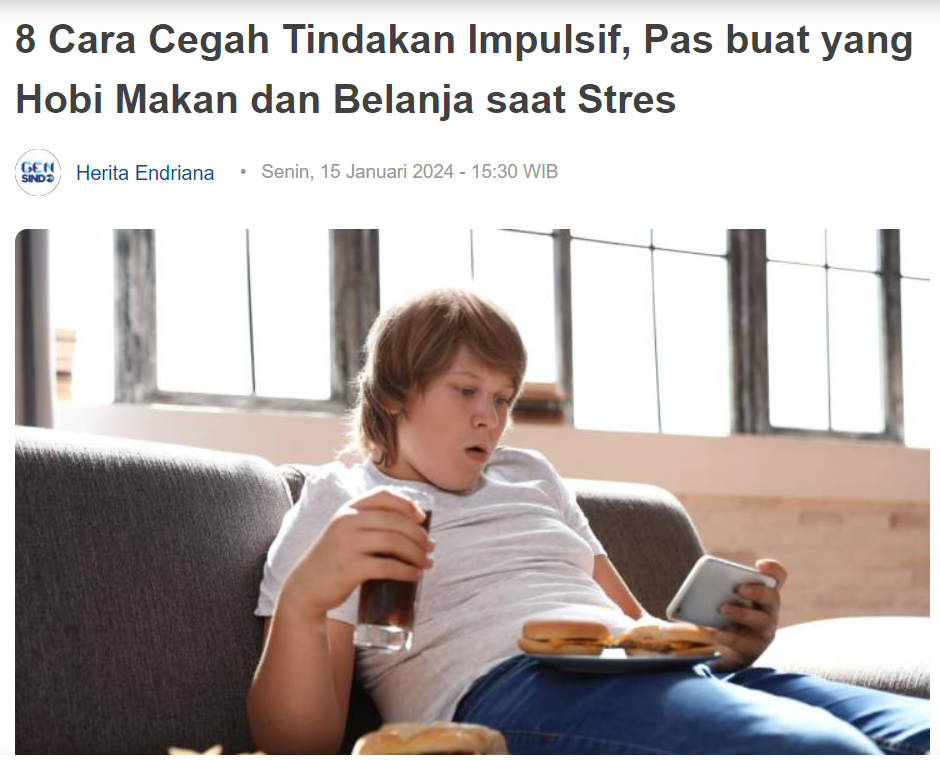 8 Cara Cegah Tindakan Impulsif, Pas buat yang
Hobi Makan dan Belanja saat Stres
GEN
SINDO
Herita Endriana • Senin, 15 Januari 2024 - 15:30 WIB